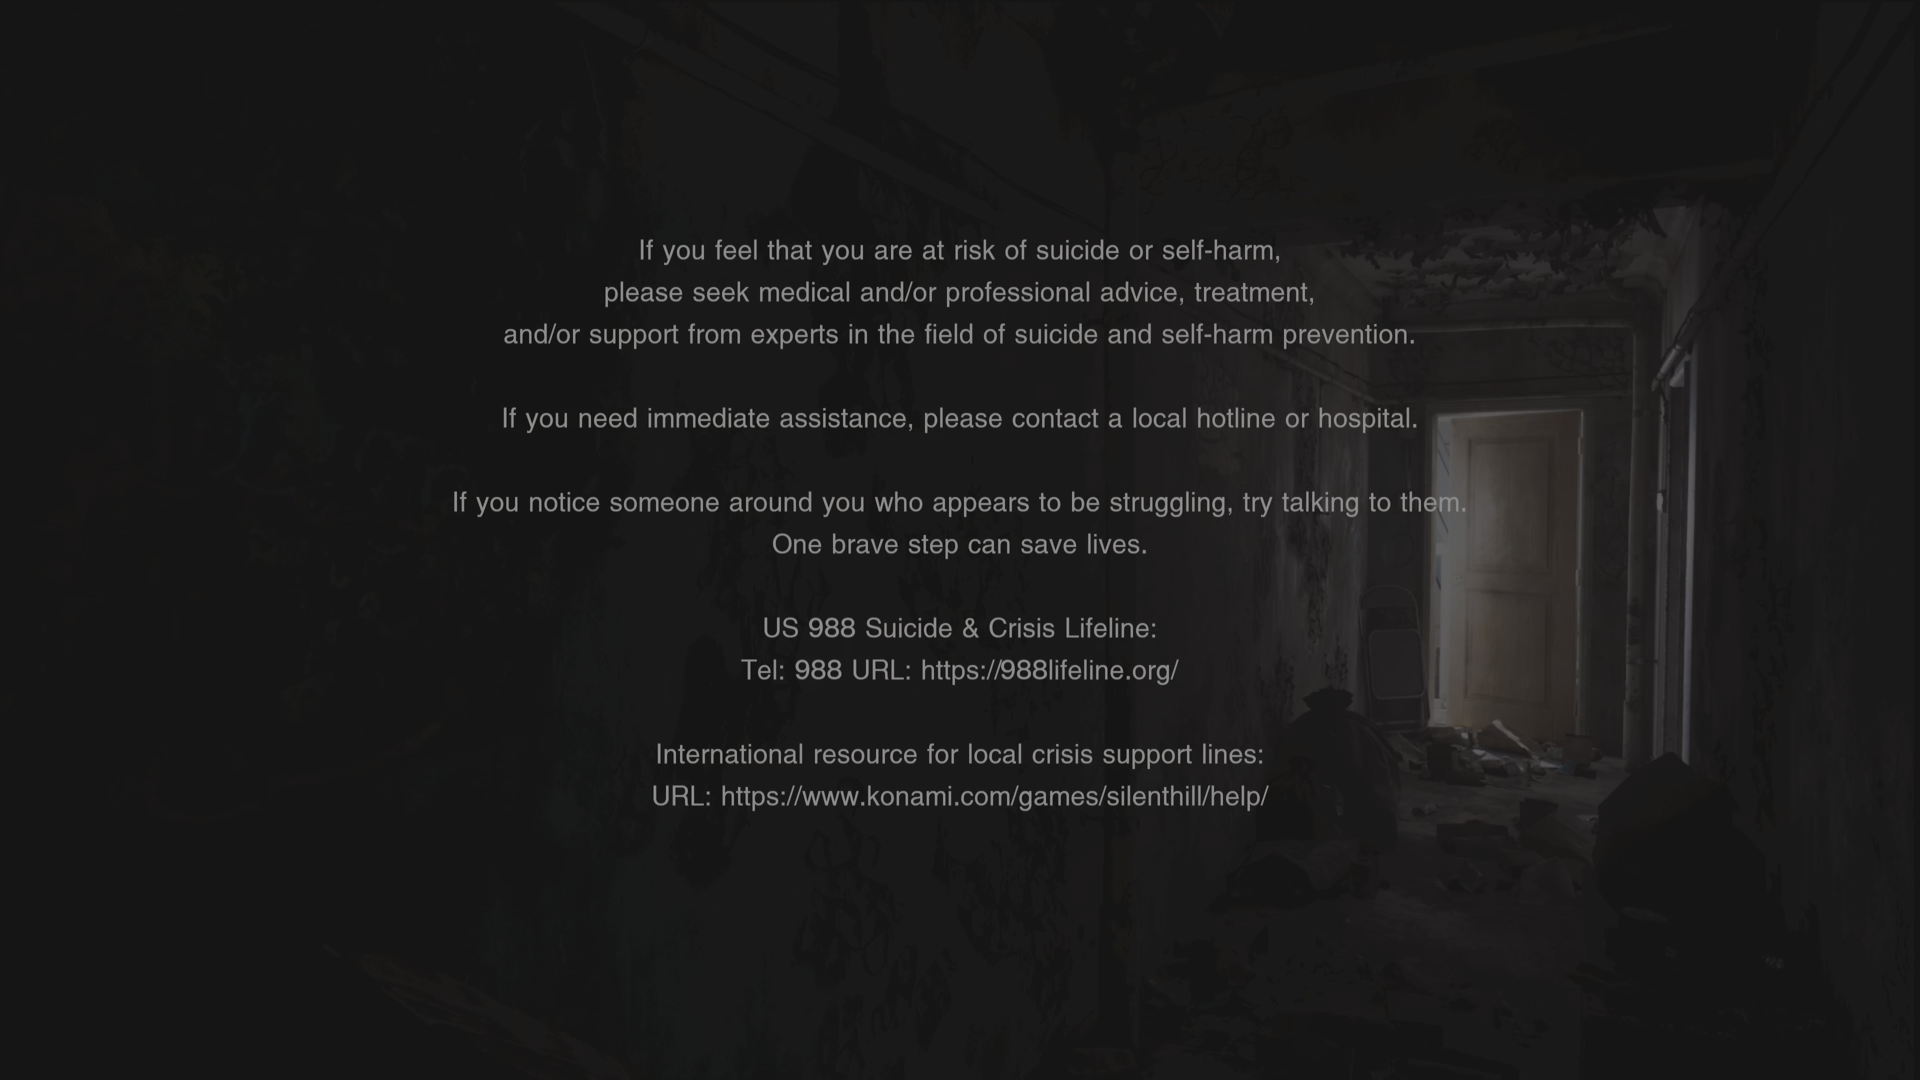 If you feel that you are at risk of suicide or self-harm,
please seek medical and/or professional advice, treatment,
and/or support from experts in the field of suicide and self-harm prevention.
If you need immediate assistance, please contact a local hotline or hospital.
If you notice someone around you who appears to be struggling, try talking to them.
One brave step can save lives.
US 988 Suicide & Crisis Lifeline:
Tel: 988 URL: https://988lifeline.org/
International resource for local crisis support lines:
URL: https://www.konami.com/games/silenthill/help/